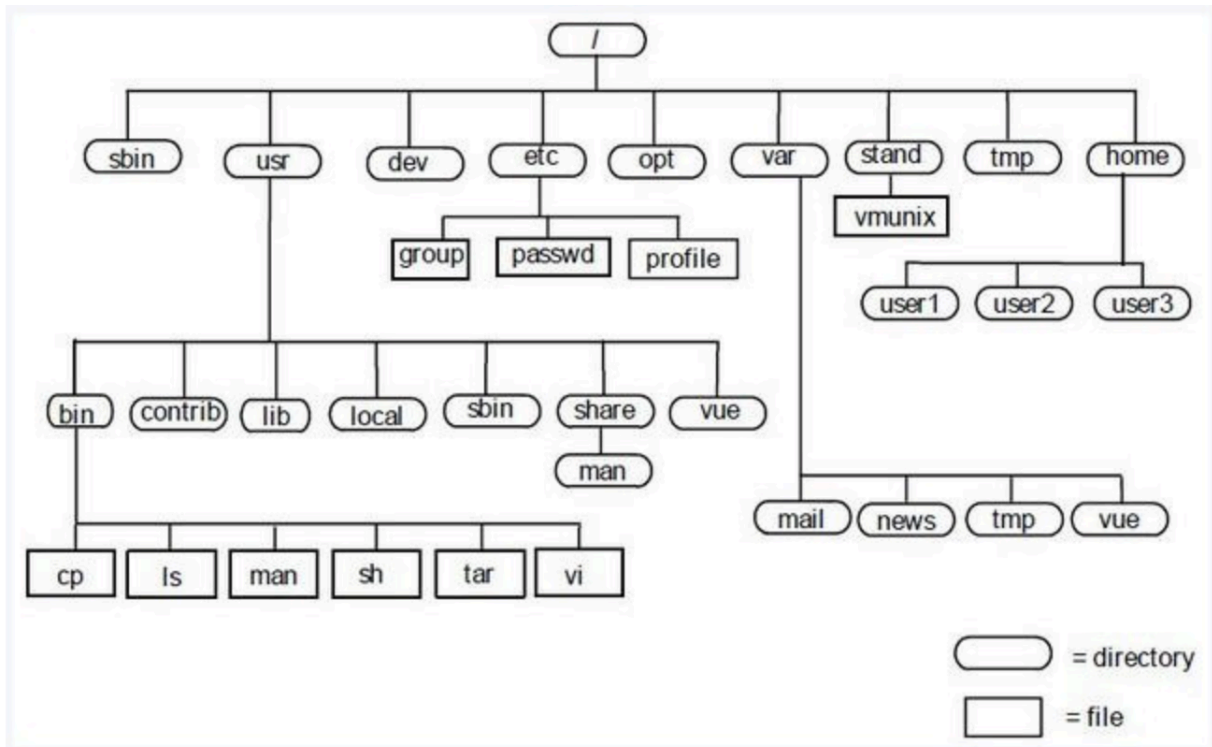 /
sbin usr dev etc opt var stand tmp home
vmunix
group passwd profile
user1 user2 user3
bin contrib lib local sbin share vue
man
mail news tmp vue
cp ls man sh tar vi
= directory
= file